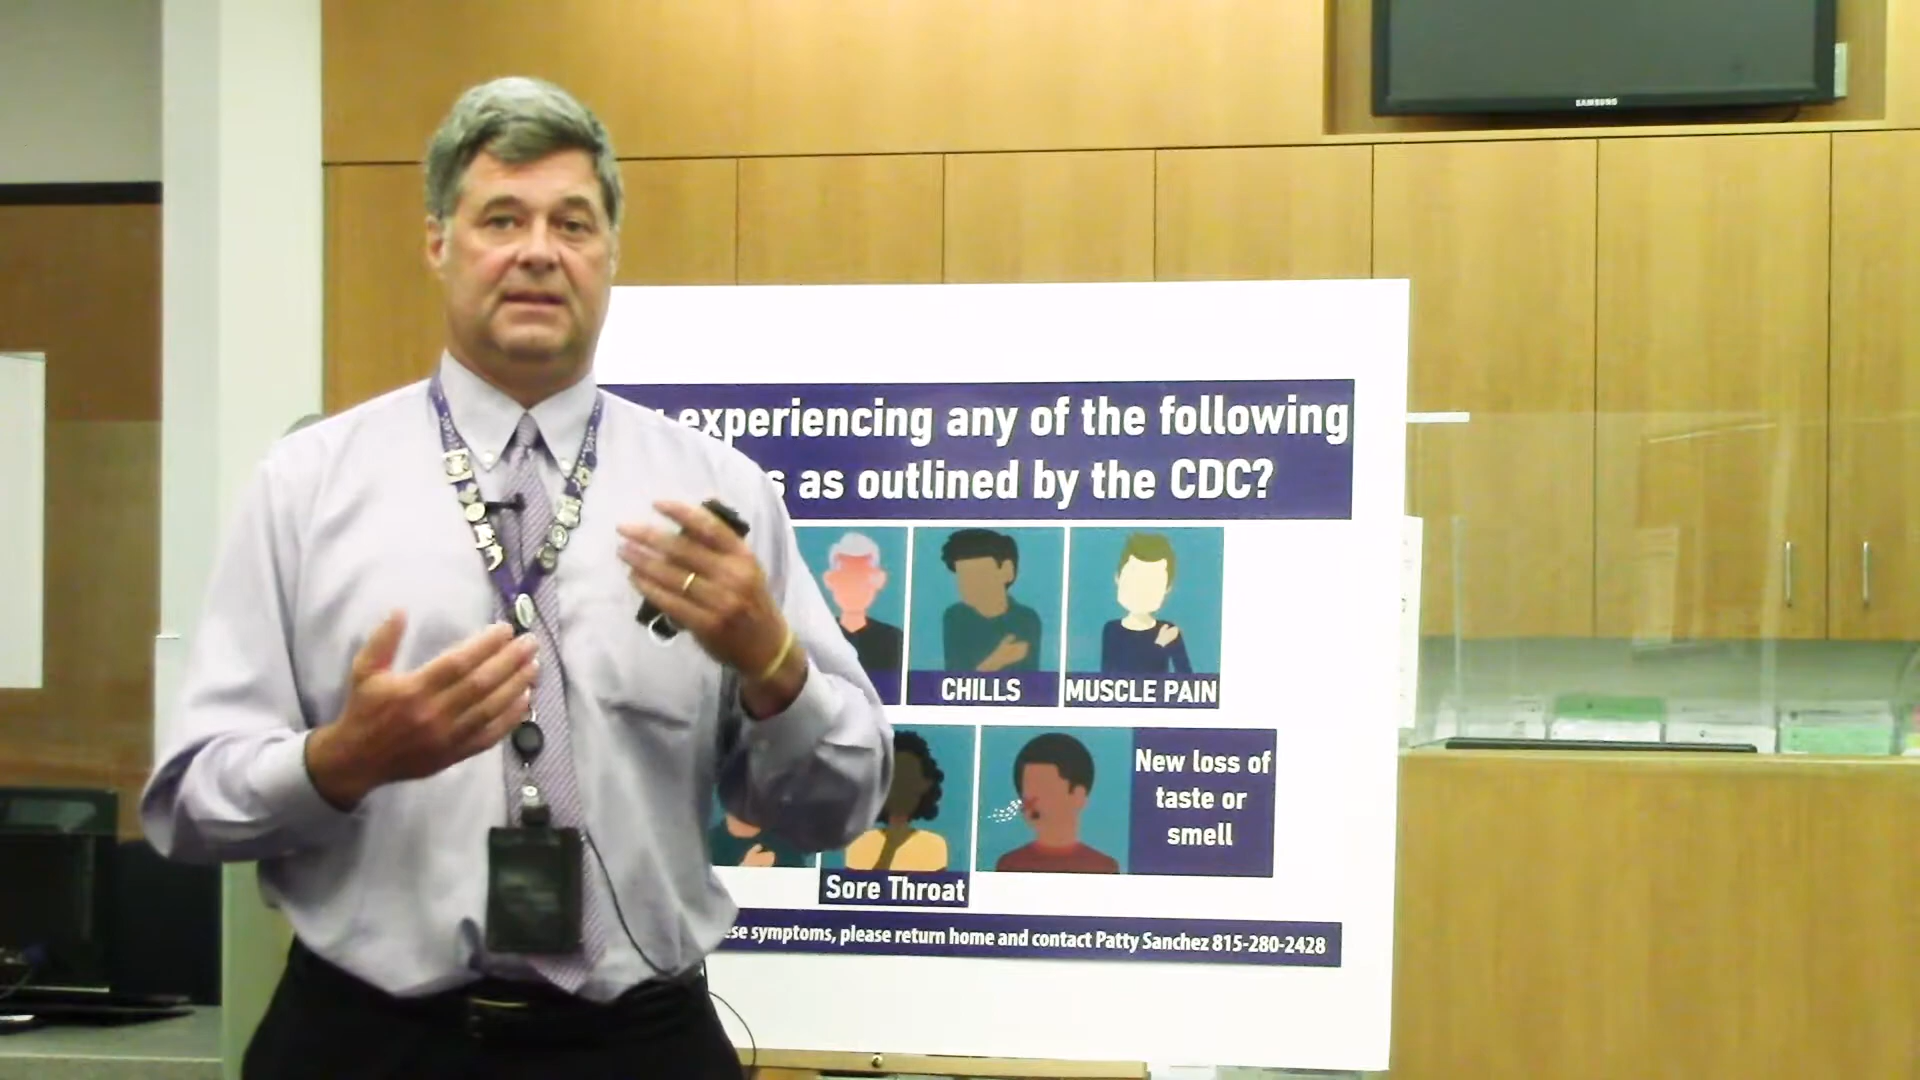 SAMSUNG
experiencing any of the following
s as outlined by the CDC?
CHILLS
MUSCLE PAIN
New loss of
taste or
smell
Sore Throat
ese symptoms, please return home and contact Patty Sanchez 815-280-2428